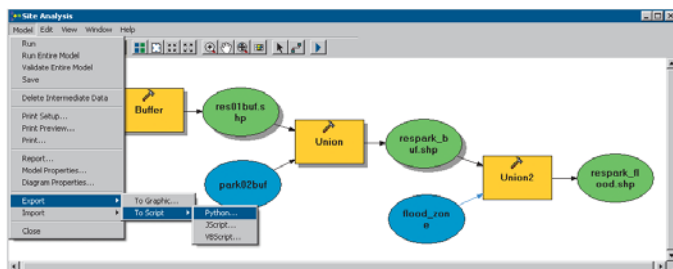 Site Analysis
Model Edit View Window Help
Run
Run Entire Model
Validate Entire Model
Save
Delete Intermediate Data
Print Setup...
Print Preview...
Print...
Report...
Model Properties...
Diagram Properties...
Export
Import
Close
To Graphic...
To Script
Python...
JScript...
VBScript...
Buffer
res01buf.s
hp
park02buf
Union
respark_b
uf.shp
flood_zon
e
Union2
respark_fl
ood.shp